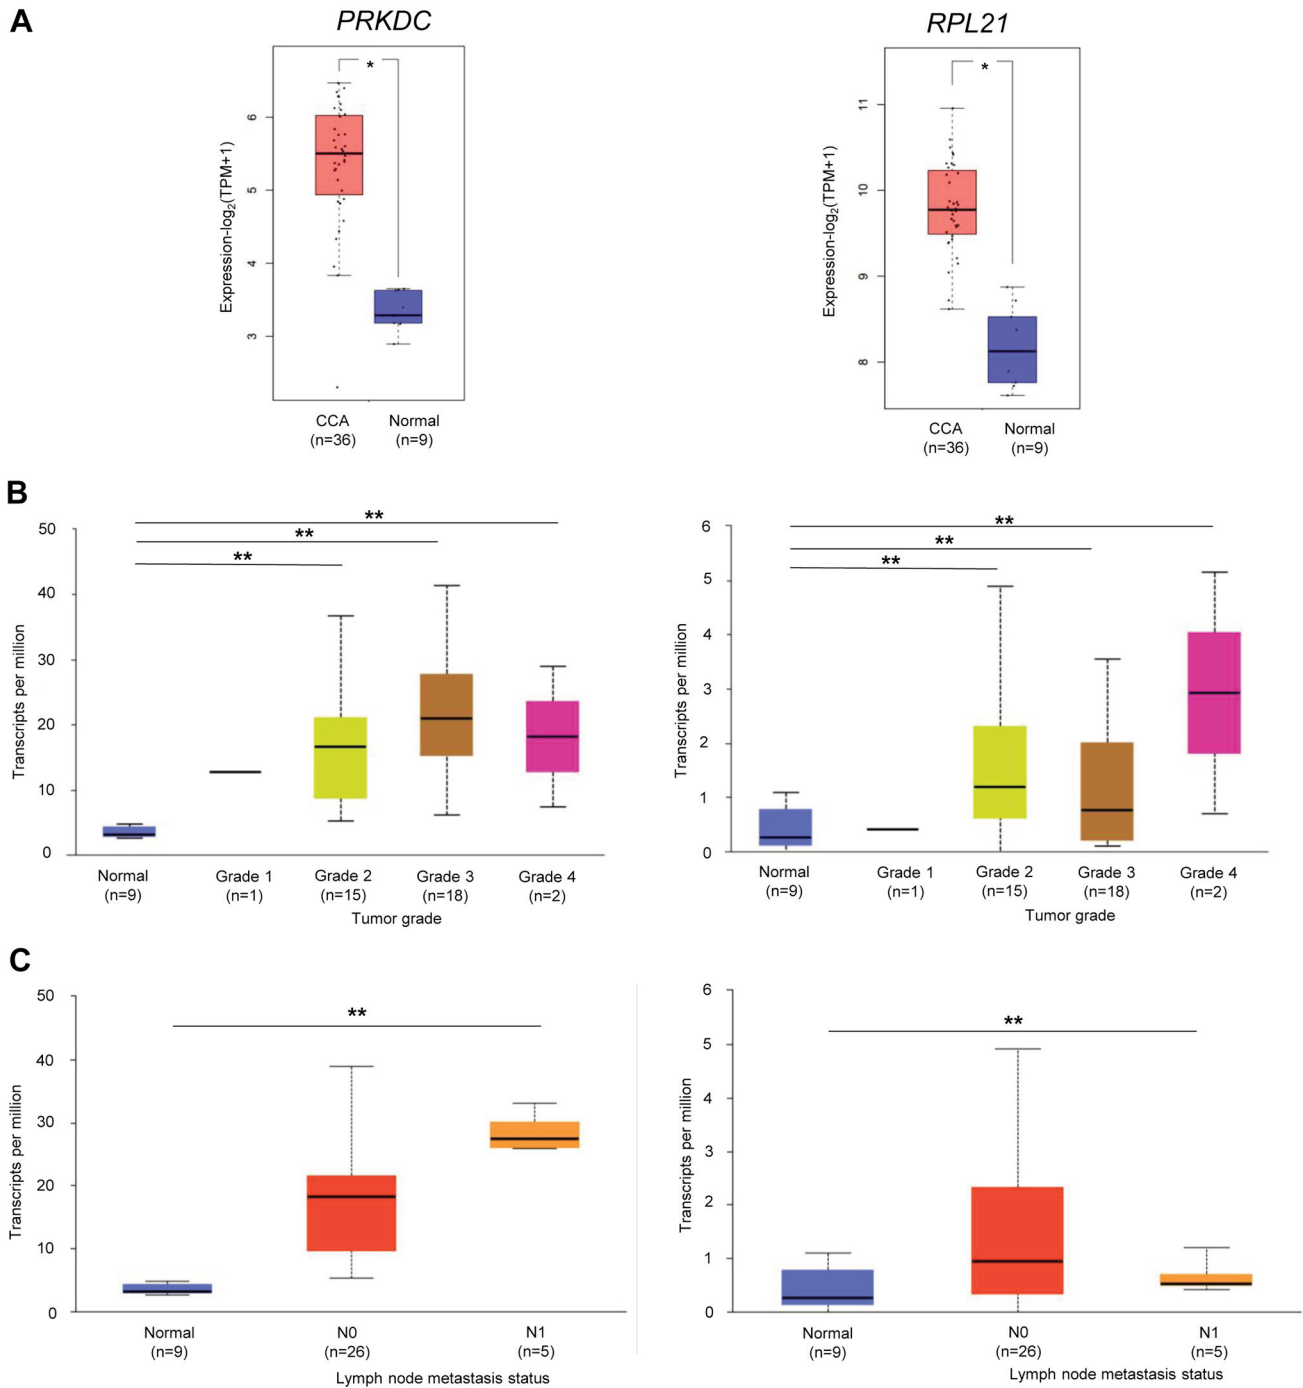 A
PRKDC
*
6
5
4
3
Expression-log2(TPM+1)
CCA
(n=36)
Normal
(n=9)
RPL21
*
11
10
9
8
Expression-log2(TPM+1)
CCA
(n=36)
Normal
(n=9)
B
**
**
**
50
40
30
20
10
0
Transcripts per million
Normal
(n=9)
Grade 1
(n=1)
Grade 2
(n=15)
Grade 3
(n=18)
Grade 4
(n=2)
Tumor grade
**
**
**
6
5
4
3
2
1
0
Transcripts per million
Normal
(n=9)
Grade 1
(n=1)
Grade 2
(n=15)
Grade 3
(n=18)
Grade 4
(n=2)
Tumor grade
C
**
50
40
30
20
10
0
Transcripts per million
Normal
(n=9)
N0
(n=26)
N1
(n=5)
Lymph node metastasis status
**
6
5
4
3
2
1
0
Transcripts per million
Normal
(n=9)
N0
(n=26)
N1
(n=5)
Lymph node metastasis status